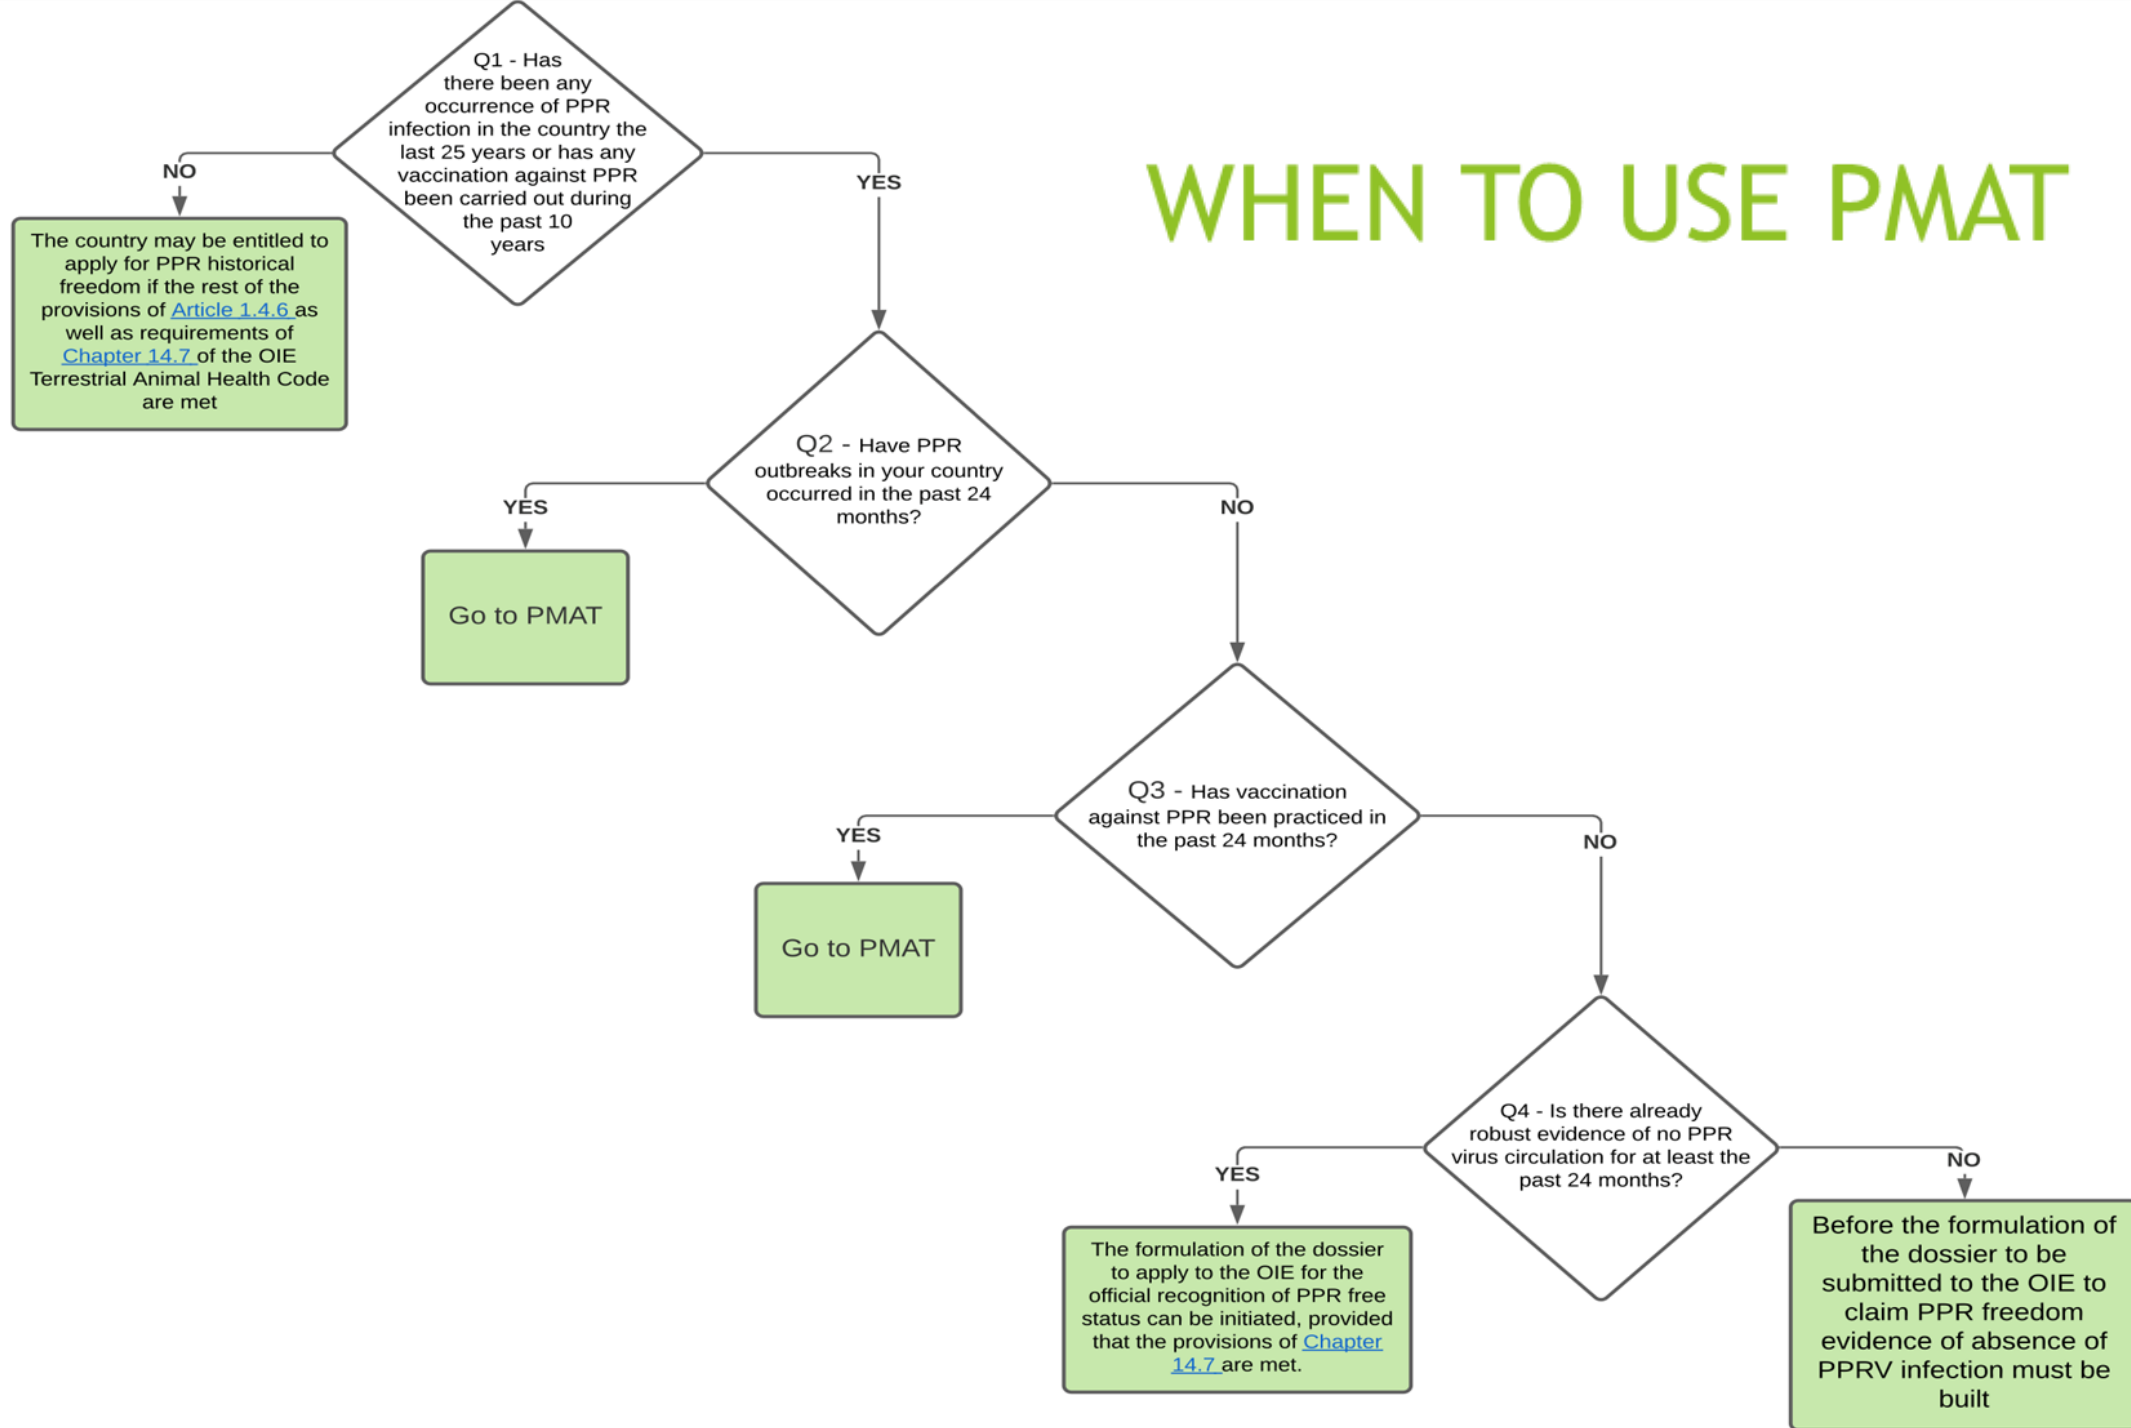 Q1 - Has
there been any
occurrence of PPR
infection in the country the
last 25 years or has any
vaccination against PPR
been carried out during
the past 10
years
NO
YES
WHEN TO USE PMAT
The country may be entitled to
apply for PPR historical
freedom if the rest of the
provisions of Article 1.4.6 as
well as requirements of
Chapter 14.7 of the OIE
Terrestrial Animal Health Code
are met
Q2 - Have PPR
outbreaks in your country
occurred in the past 24
months?
YES
NO
Go to PMAT
Q3 - Has vaccination
against PPR been practiced in
the past 24 months?
YES
NO
Go to PMAT
Q4 - Is there already
robust evidence of no PPR
virus circulation for at least the
past 24 months?
YES
NO
The formulation of the dossier
to apply to the OIE for the
official recognition of PPR free
status can be initiated, provided
that the provisions of Chapter
14.7 are met.
Before the formulation of
the dossier to be
submitted to the OIE to
claim PPR freedom
evidence of absence of
PPRV infection must be
built